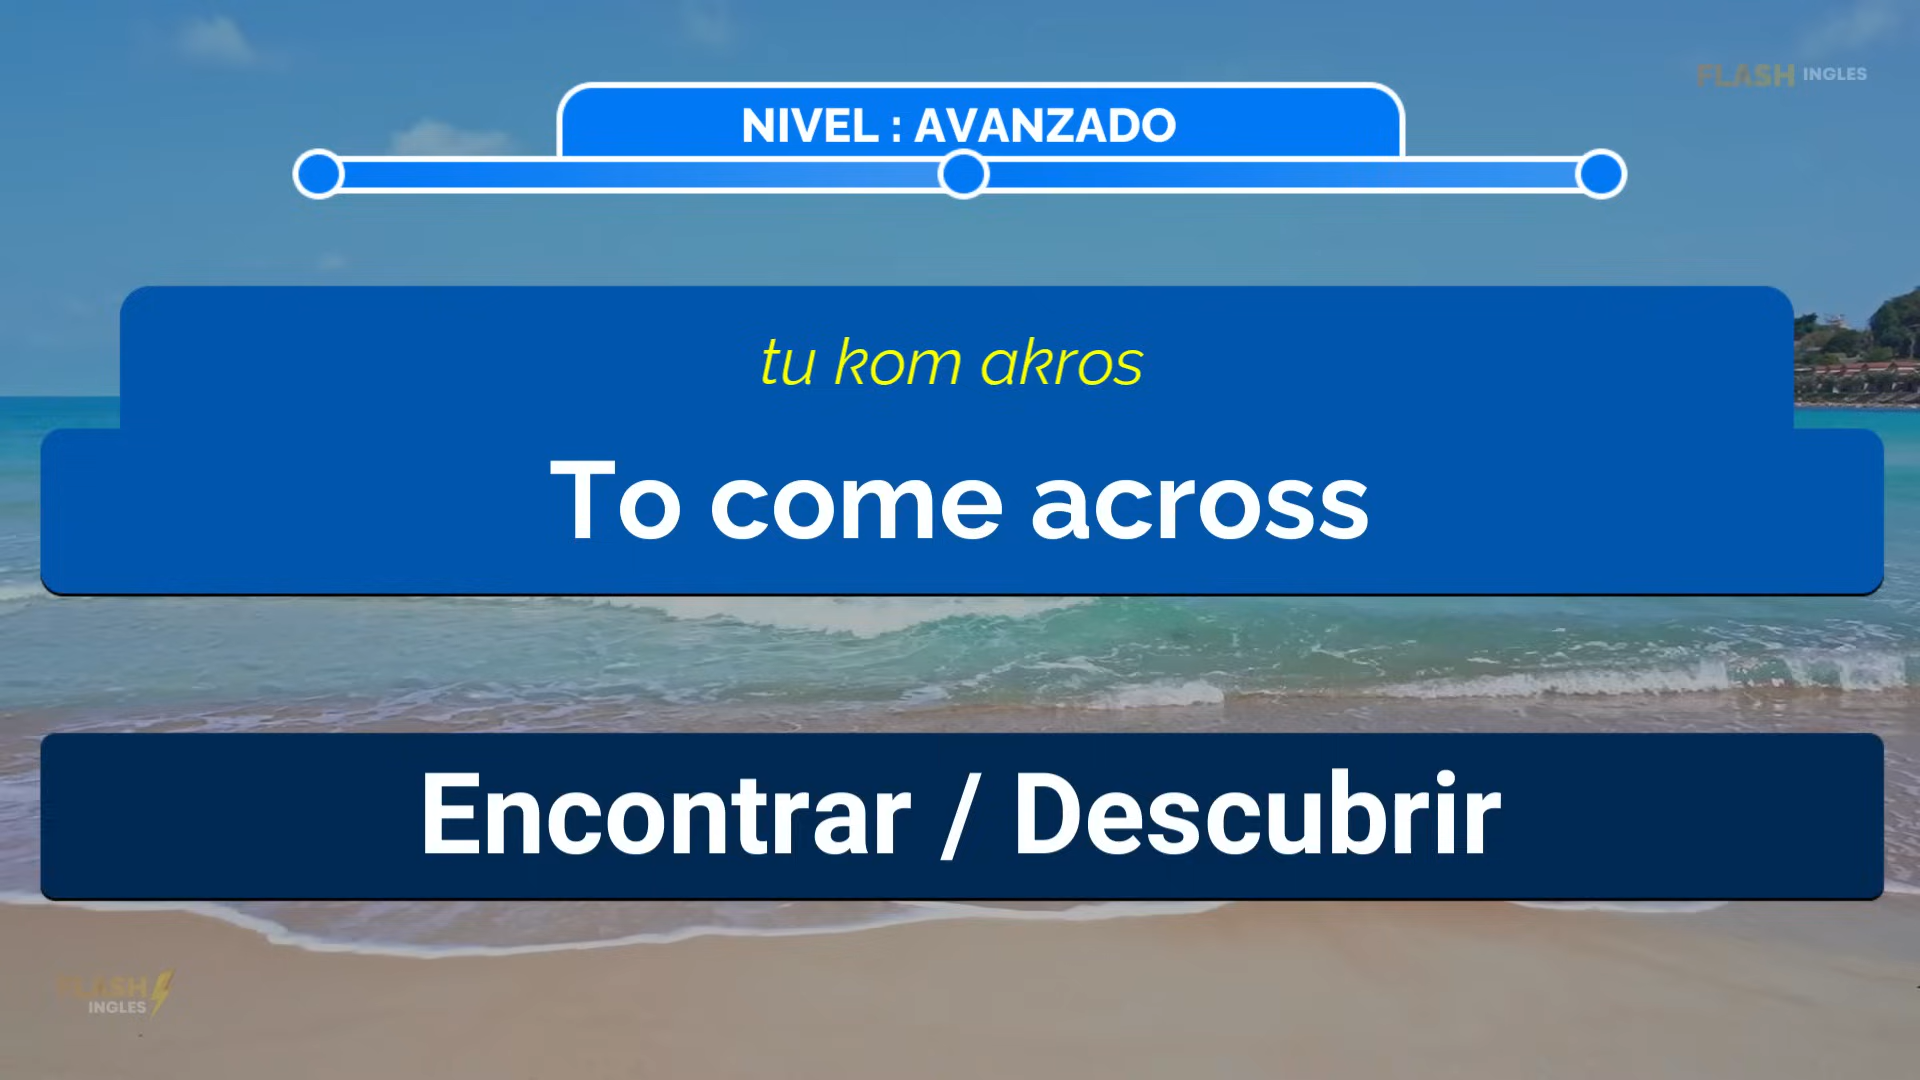 FLASH INGLES
NIVEL : AVANZADO
tu kom akros
To come across
Encontrar / Descubrir
FLASH
INGLES